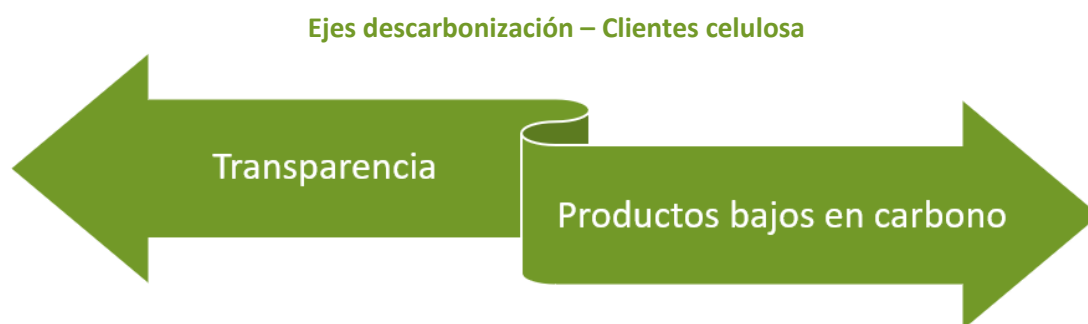 Ejes descarbonización – Clientes celulosa
Transparencia
Productos bajos en carbono